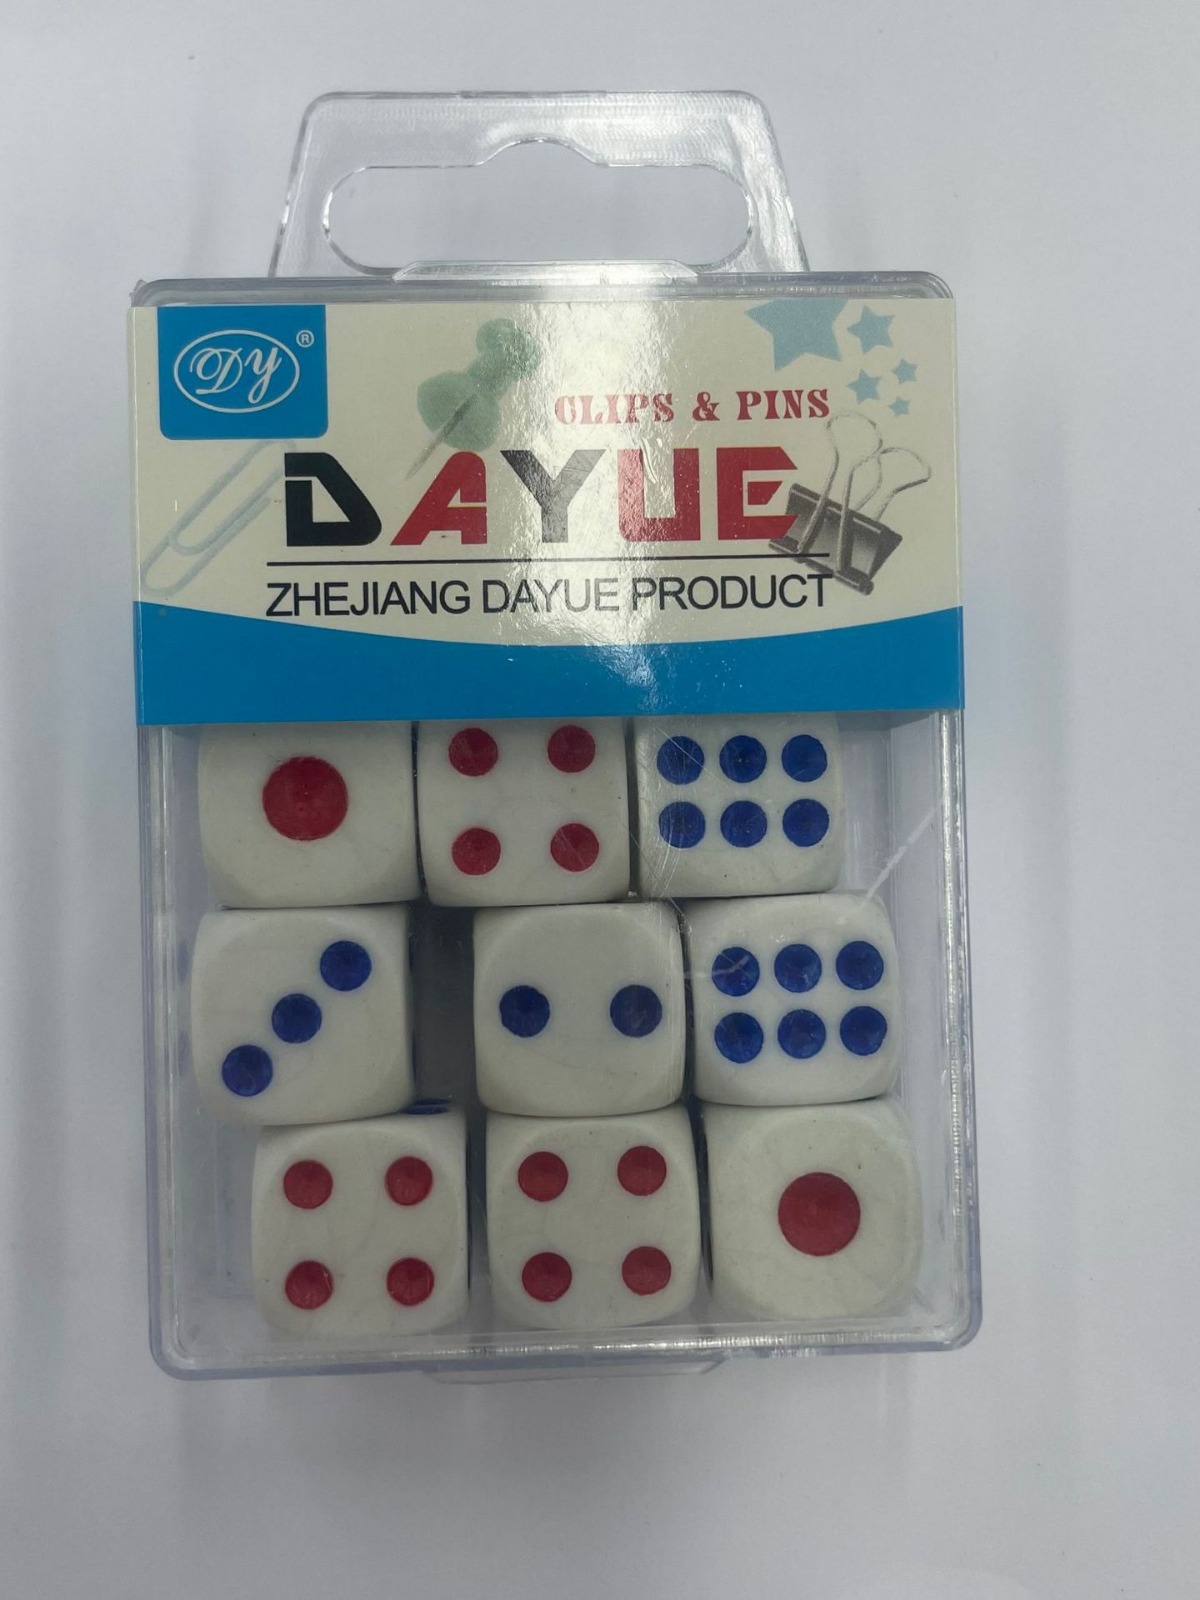 DY ®
CLIPS & PINS
DAYUE
ZHEJIANG DAYUE PRODUCT